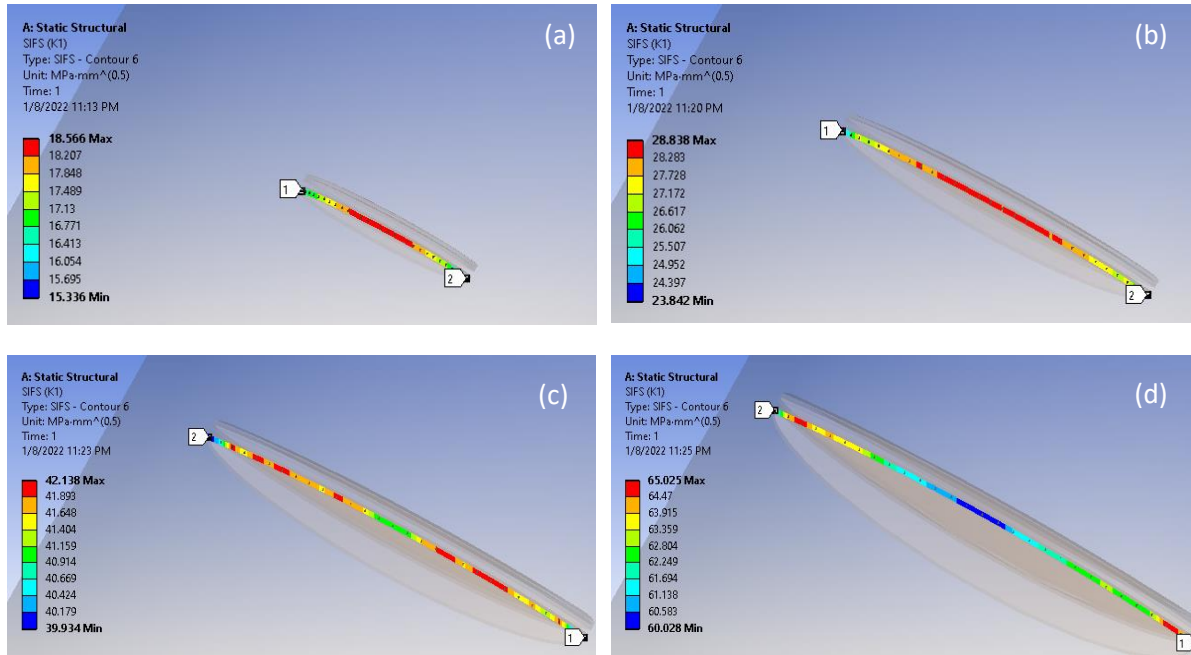 A: Static Structural
SIFS (K1)
Type: SIFS - Contour 6
Unit: MPa·mm^(0.5)
Time: 1
1/8/2022 11:13 PM
18.566 Max
18.207
17.848
17.489
17.13
16.771
16.413
16.054
15.695
15.336 Min
(a)
1
2
A: Static Structural
SIFS (K1)
Type: SIFS - Contour 6
Unit: MPa·mm^(0.5)
Time: 1
1/8/2022 11:20 PM
28.838 Max
28.283
27.728
27.172
26.617
26.062
25.507
24.952
24.397
23.842 Min
(b)
1
2
A: Static Structural
SIFS (K1)
Type: SIFS - Contour 6
Unit: MPa·mm^(0.5)
Time: 1
1/8/2022 11:23 PM
42.138 Max
41.893
41.648
41.404
41.159
40.914
40.669
40.424
40.179
39.934 Min
(c)
2
1
A: Static Structural
SIFS (K1)
Type: SIFS - Contour 6
Unit: MPa·mm^(0.5)
Time: 1
1/8/2022 11:25 PM
65.025 Max
64.47
63.915
63.359
62.804
62.249
61.694
61.138
60.583
60.028 Min
(d)
2
1